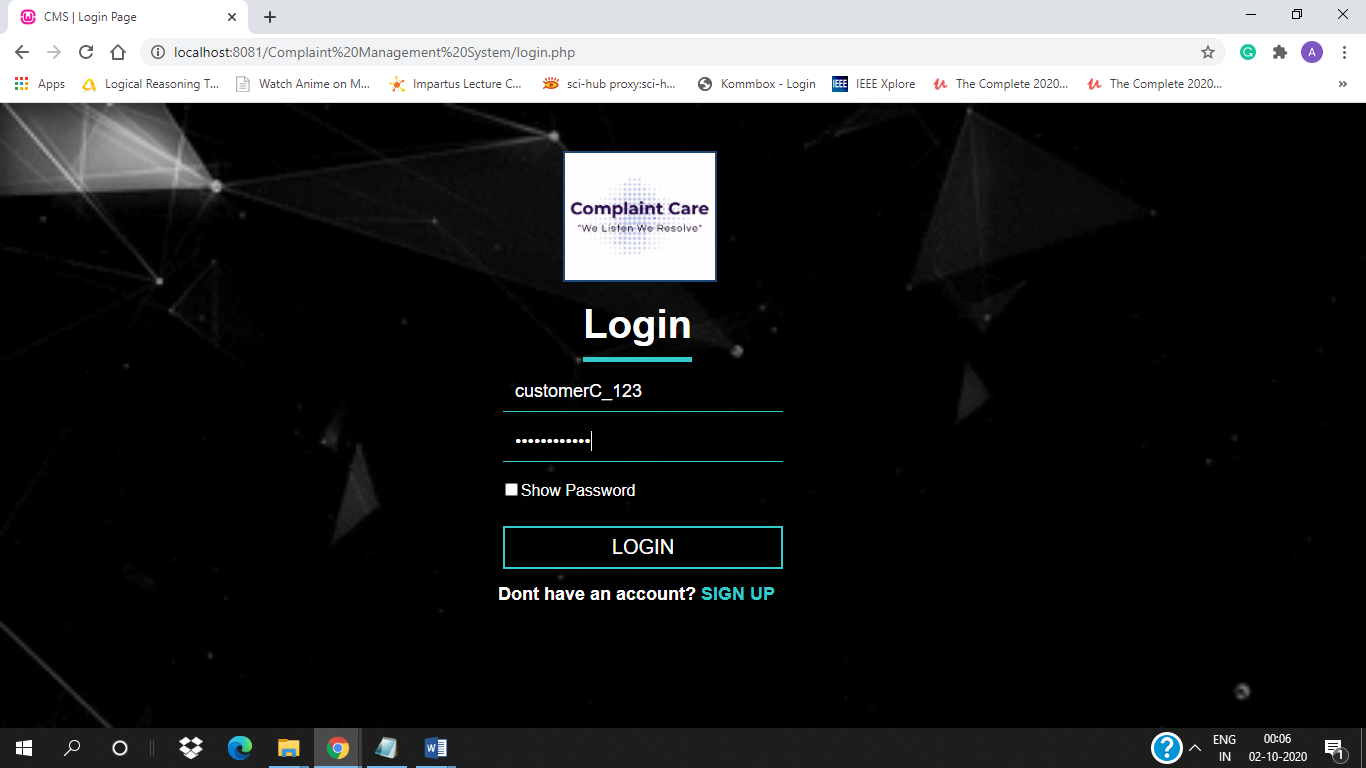 CMS | Login Page
localhost:8081/Complaint%20Management%20System/login.php
A
Apps
Logical Reasoning T...
Watch Anime on M...
Impartus Lecture C...
sci-hub proxy:sci-h...
Kommbox - Login
IEEE
IEEE Xplore
The Complete 2020...
The Complete 2020...
»
Complaint Care
"We Listen We Resolve"
Login
customerC_123
••••••••••••
Show Password
LOGIN
Dont have an account? SIGN UP
ENG
IN
00:06
02-10-2020
1